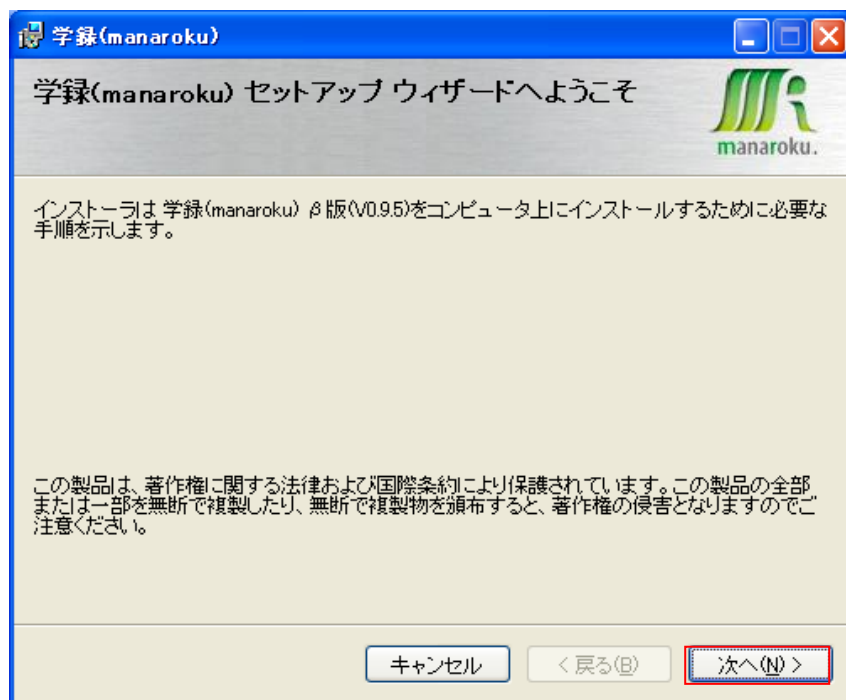 学録(manaroku)
学録(manaroku) セットアップ ウィザードへようこそ
manaroku.
インストーラは 学録(manaroku) β版(V0.9.5)をコンピュータ上にインストールするために必要な
手順を示します。
この製品は、著作権に関する法律および国際条約により保護されています。この製品の全部
または一部を無断で複製したり、無断で複製物を頒布すると、著作権の侵害となりますのでご
注意ください。
キャンセル < 戻る(B) 次へ(N) >